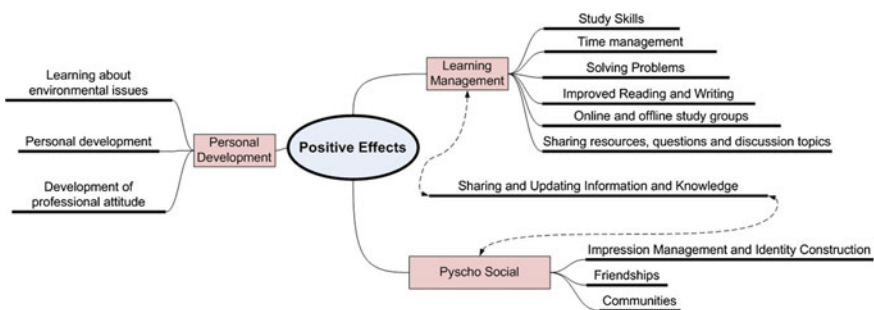 Study Skills
Time management
Learning
Management
Solving Problems
Improved Reading and Writing
Online and offline study groups
Sharing resources, questions and discussion topics
Learning about
environmental issues
Personal development
Development of
professional attitude
Personal
Development
Positive Effects
Sharing and Updating Information and Knowledge
Pyscho Social
Impression Management and Identity Construction
Friendships
Communities